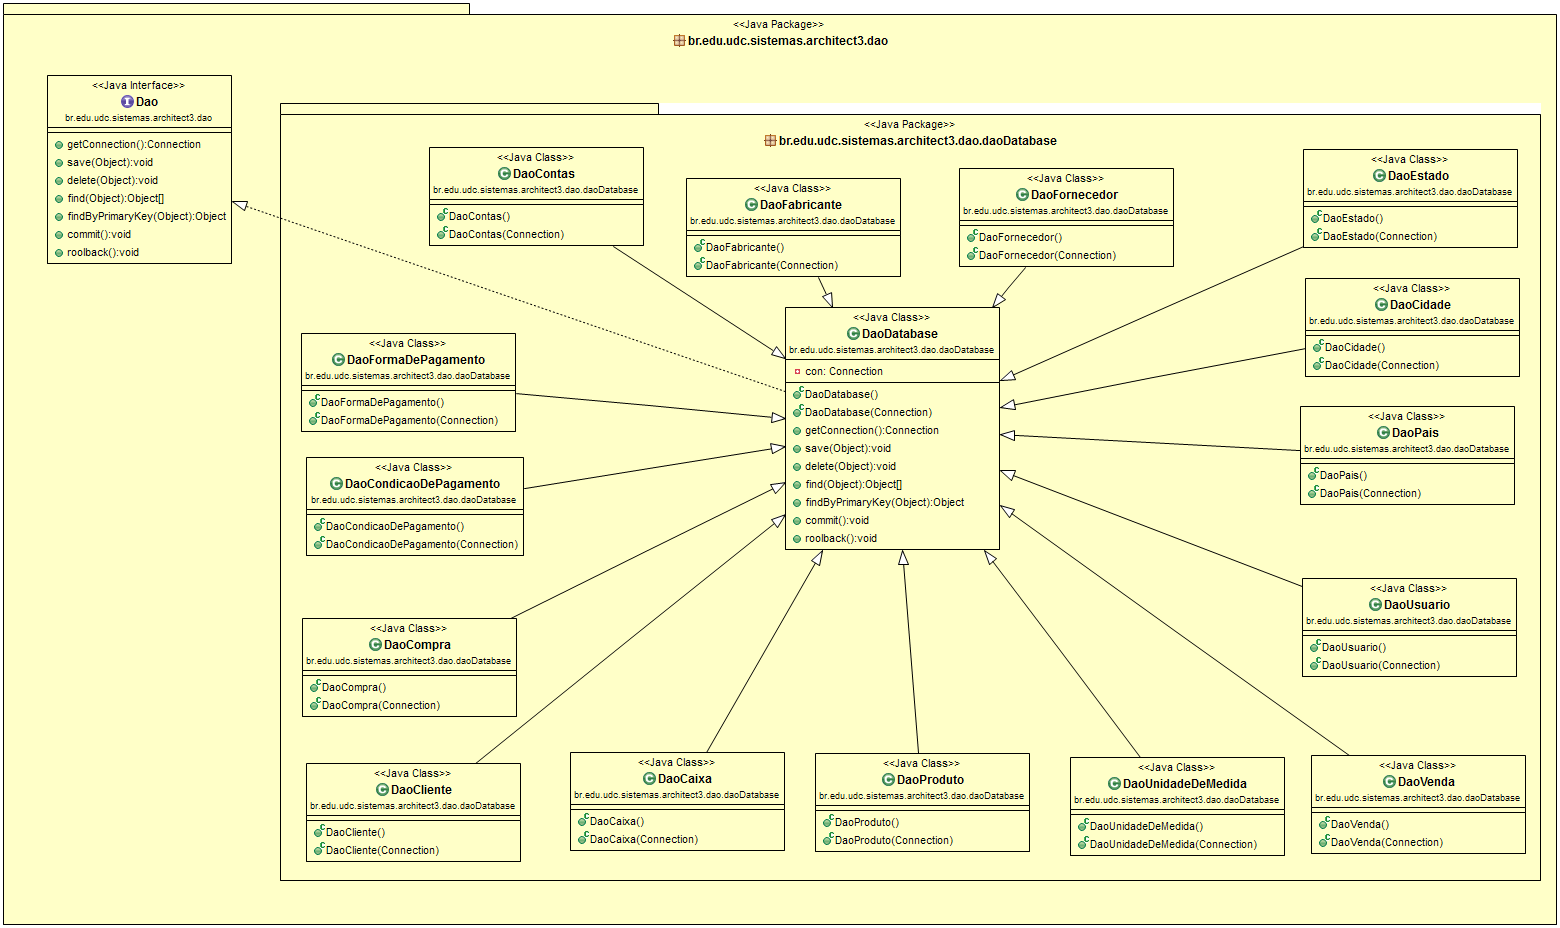 <<Java Package>>
br.edu.udc.sistemas.architect3.dao
<<Java Interface>>
Dao
br.edu.udc.sistemas.architect3.dao
getConnection():Connection
save(Object):void
delete(Object):void
find(Object):Object[]
findByPrimaryKey(Object):Object
commit():void
roolback():void
<<Java Package>>
br.edu.udc.sistemas.architect3.dao.daoDatabase
<<Java Class>>
DaoContas
br.edu.udc.sistemas.architect3.dao.daoDatabase
DaoContas()
DaoContas(Connection)
<<Java Class>>
DaoFabricante
br.edu.udc.sistemas.architect3.dao.daoDatabase
DaoFabricante()
DaoFabricante(Connection)
<<Java Class>>
DaoFornecedor
br.edu.udc.sistemas.architect3.dao.daoDatabase
DaoFornecedor()
DaoFornecedor(Connection)
<<Java Class>>
DaoEstado
br.edu.udc.sistemas.architect3.dao.daoDatabase
DaoEstado()
DaoEstado(Connection)
<<Java Class>>
DaoCidade
br.edu.udc.sistemas.architect3.dao.daoDatabase
DaoCidade()
DaoCidade(Connection)
<<Java Class>>
DaoDatabase
br.edu.udc.sistemas.architect3.dao.daoDatabase
con: Connection
DaoDatabase()
DaoDatabase(Connection)
getConnection():Connection
save(Object):void
delete(Object):void
find(Object):Object[]
findByPrimaryKey(Object):Object
commit():void
roolback():void
<<Java Class>>
DaoFormaDePagamento
br.edu.udc.sistemas.architect3.dao.daoDatabase
DaoFormaDePagamento()
DaoFormaDePagamento(Connection)
<<Java Class>>
DaoPais
br.edu.udc.sistemas.architect3.dao.daoDatabase
DaoPais()
DaoPais(Connection)
<<Java Class>>
DaoCondicaoDePagamento
br.edu.udc.sistemas.architect3.dao.daoDatabase
DaoCondicaoDePagamento()
DaoCondicaoDePagamento(Connection)
<<Java Class>>
DaoUsuario
br.edu.udc.sistemas.architect3.dao.daoDatabase
DaoUsuario()
DaoUsuario(Connection)
<<Java Class>>
DaoCompra
br.edu.udc.sistemas.architect3.dao.daoDatabase
DaoCompra()
DaoCompra(Connection)
<<Java Class>>
DaoCliente
br.edu.udc.sistemas.architect3.dao.daoDatabase
DaoCliente()
DaoCliente(Connection)
<<Java Class>>
DaoCaixa
br.edu.udc.sistemas.architect3.dao.daoDatabase
DaoCaixa()
DaoCaixa(Connection)
<<Java Class>>
DaoProduto
br.edu.udc.sistemas.architect3.dao.daoDatabase
DaoProduto()
DaoProduto(Connection)
<<Java Class>>
DaoUnidadeDeMedida
br.edu.udc.sistemas.architect3.dao.daoDatabase
DaoUnidadeDeMedida()
DaoUnidadeDeMedida(Connection)
<<Java Class>>
DaoVenda
br.edu.udc.sistemas.architect3.dao.daoDatabase
DaoVenda()
DaoVenda(Connection)